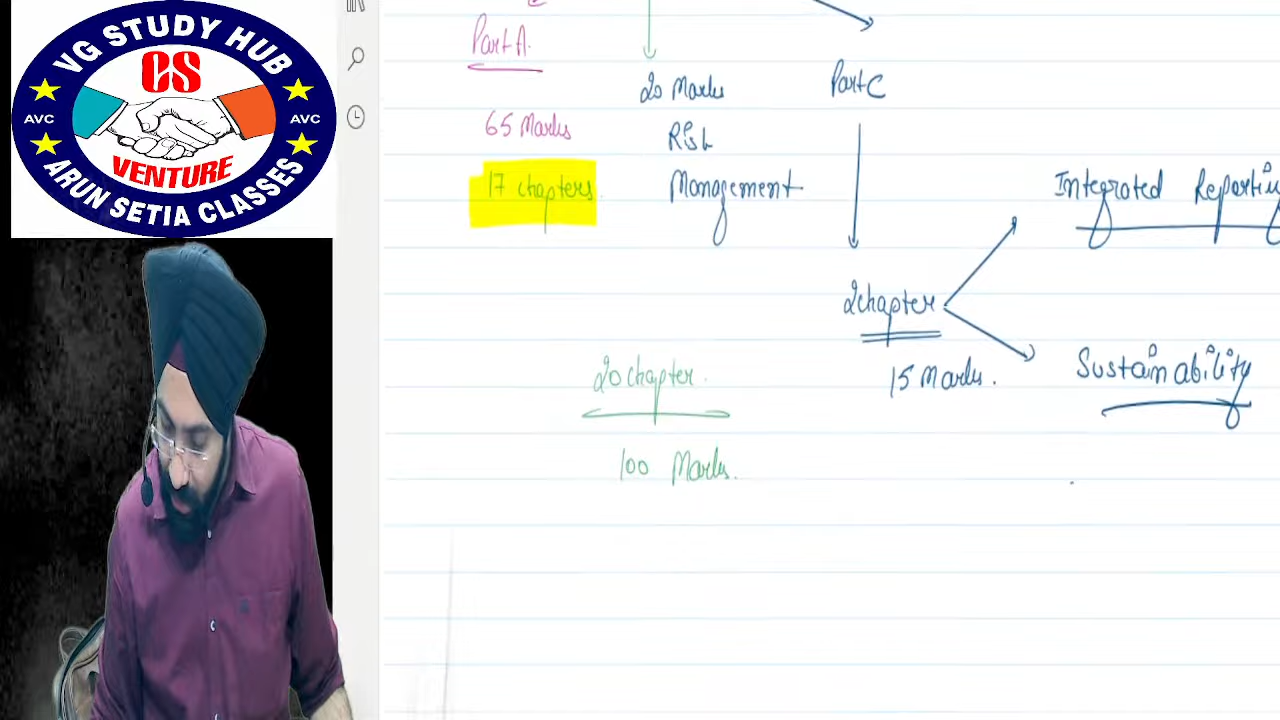 VG STUDY HUB
CS
AVC
AVC
VENTURE
ARUN SETIA CLASSES
Part A.
65 Marks
17 chapters.
20 Marks
Risk
Management
Part C
2 chapter
15 Marks.
Integrated Reporting
Sustainability
20 chapter.
100 Marks.